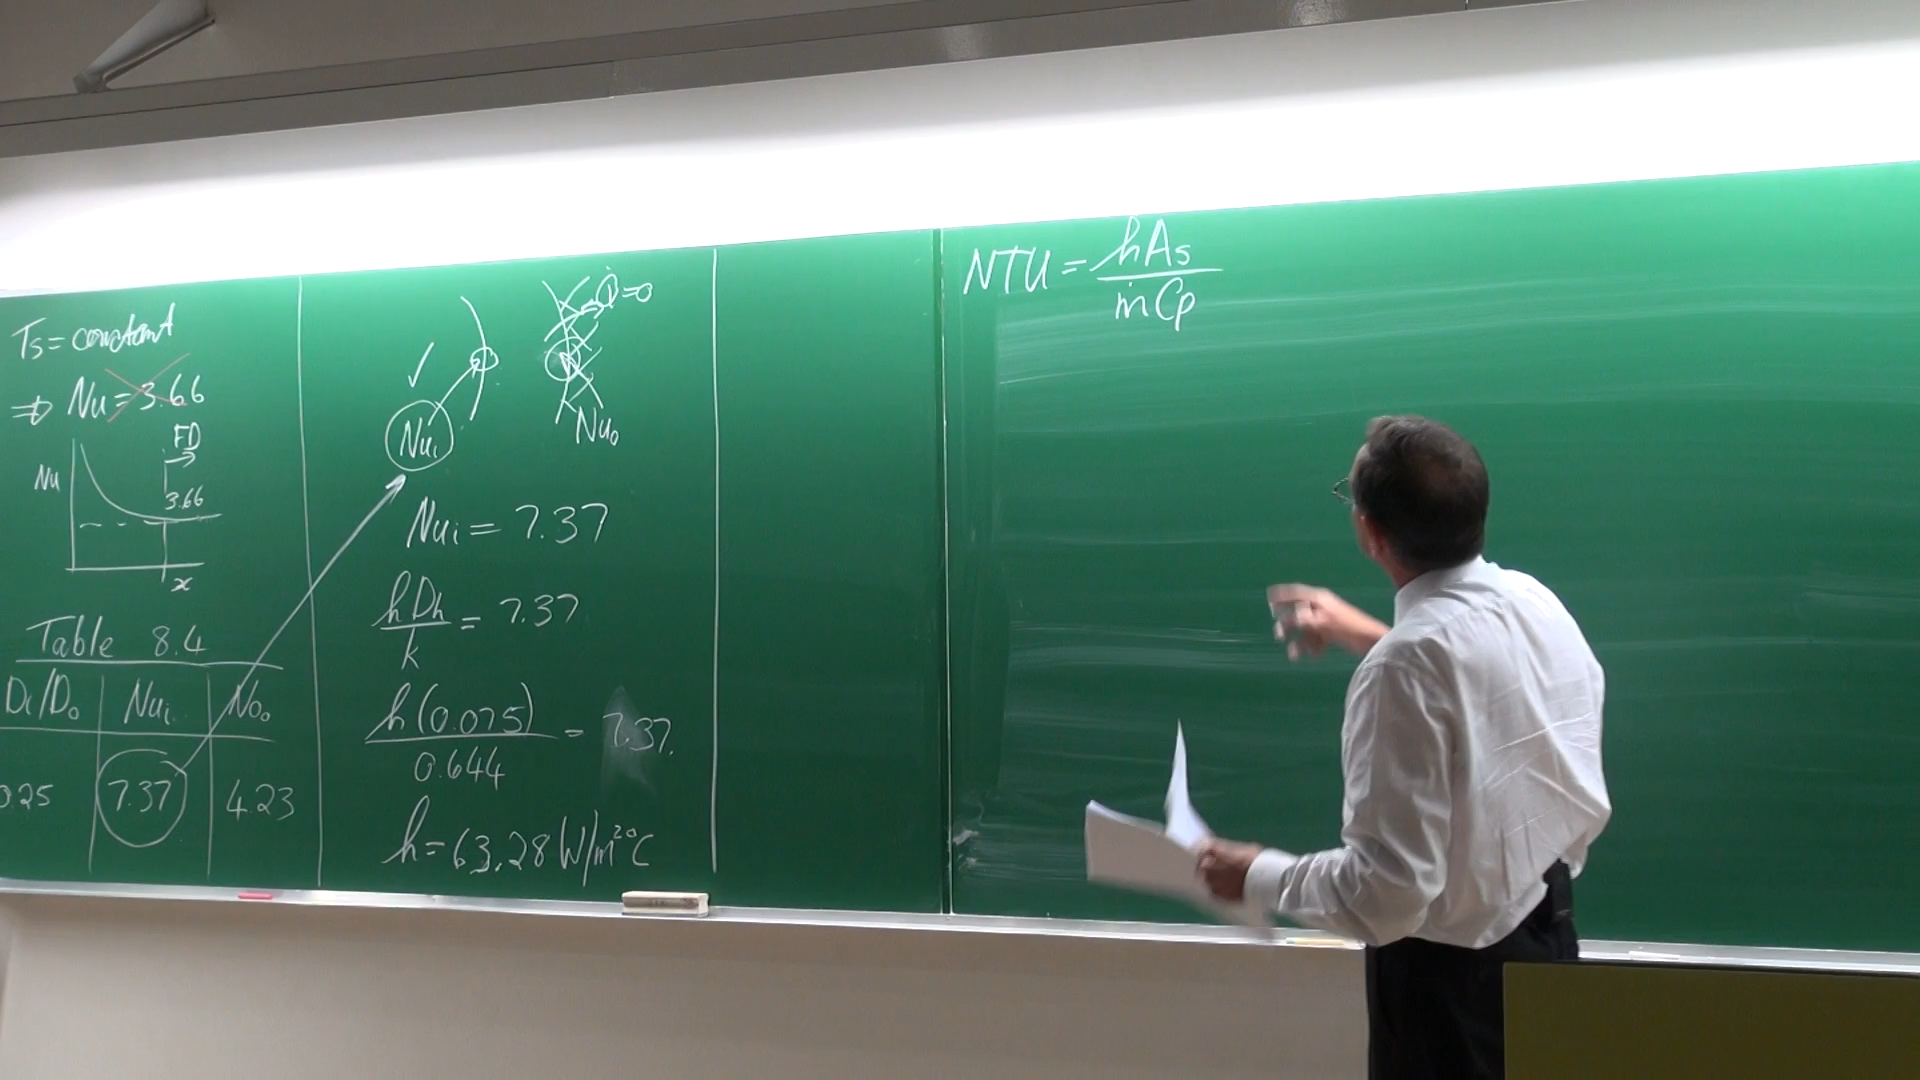 Ts = constant
⇒ Nu = 3.66
FD
Nu
3.66
x
Table 8.4
Di/Do Nui Nuo
0.25 7.37 4.23
Q̇=0
Nui
Nuo
Nui = 7.37
hDh/k = 7.37
h(0.075)/0.644 = 7.37.
h=63.28 W/m²°C
NTU = hAs/ṁCp